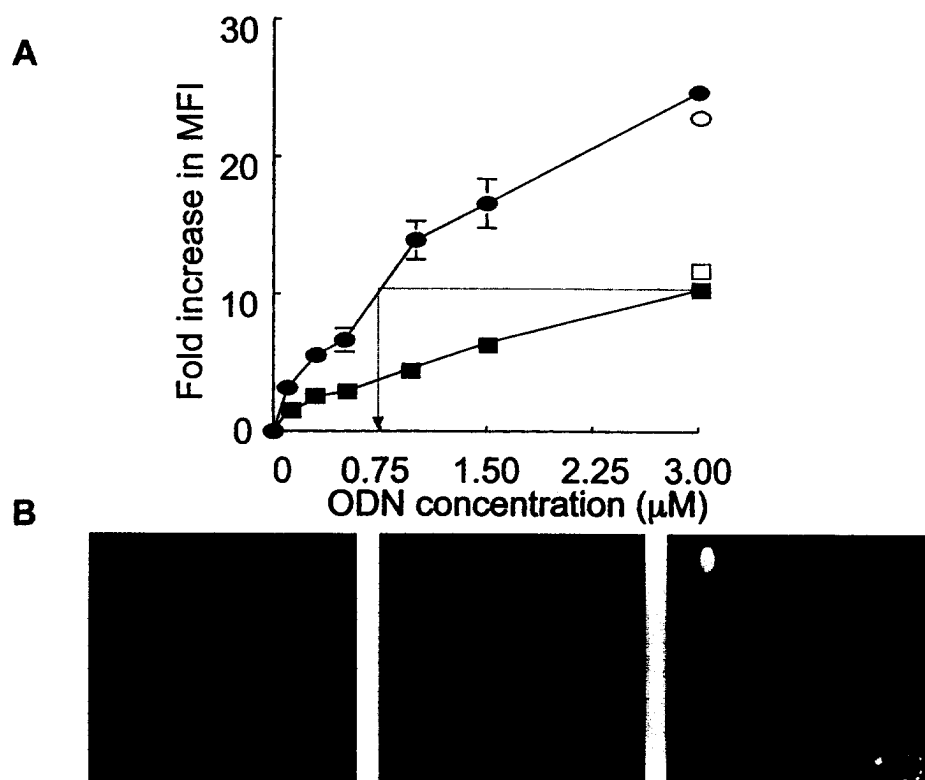 A
30
20
10
0
Fold increase in MFI
0 0.75 1.50 2.25 3.00
ODN concentration (μM)
B